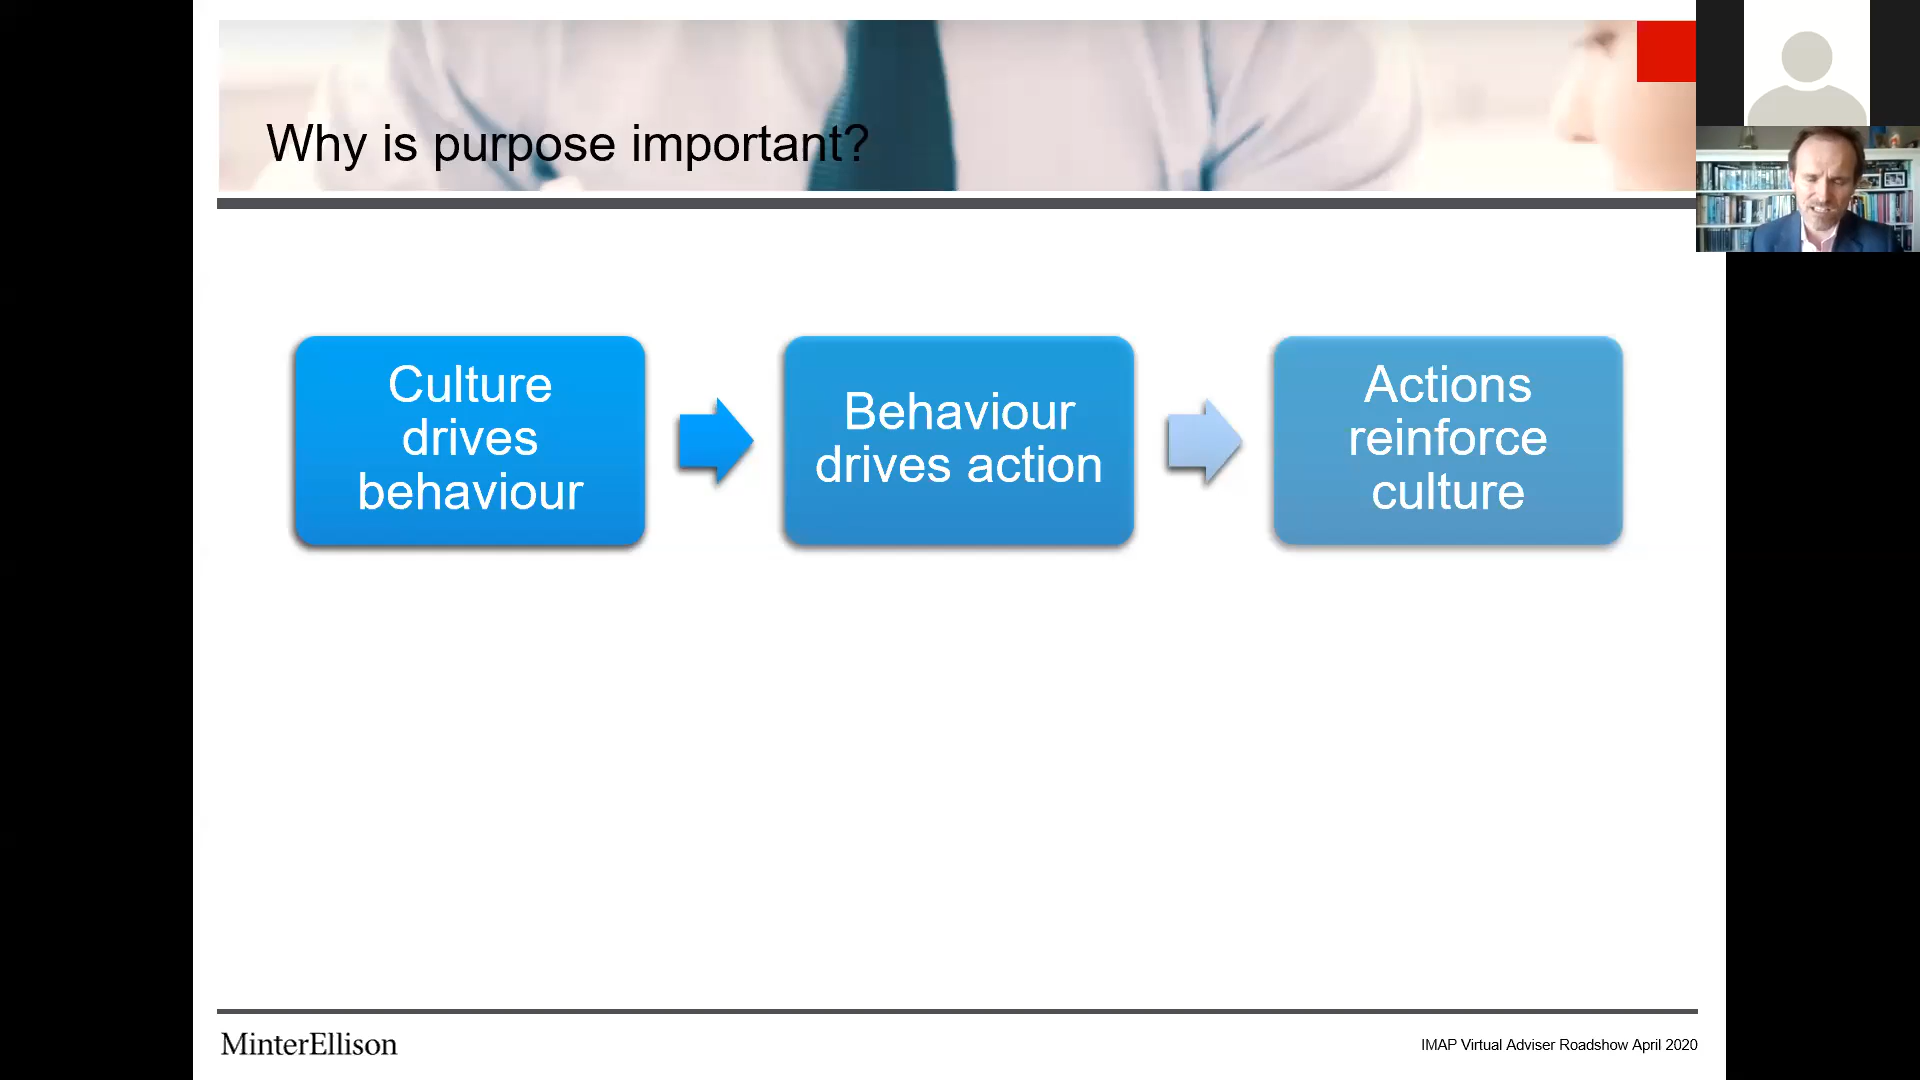 Why is purpose important?
Culture
drives
behaviour
Behaviour
drives action
Actions
reinforce
culture
MinterEllison
IMAP Virtual Adviser Roadshow April 2020